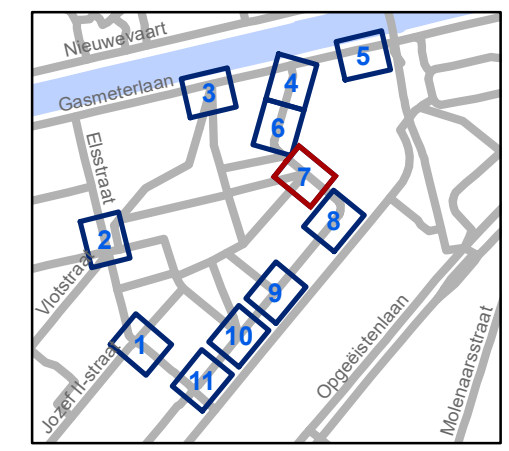 Nieuwevaart
5
4
3
Gasmeterlaan
6
Elsstraat
7
8
2
Vlotstraat
9
10
1
11
Jozef II-straat
Opgeëistenlaan
Molenaarsstraat